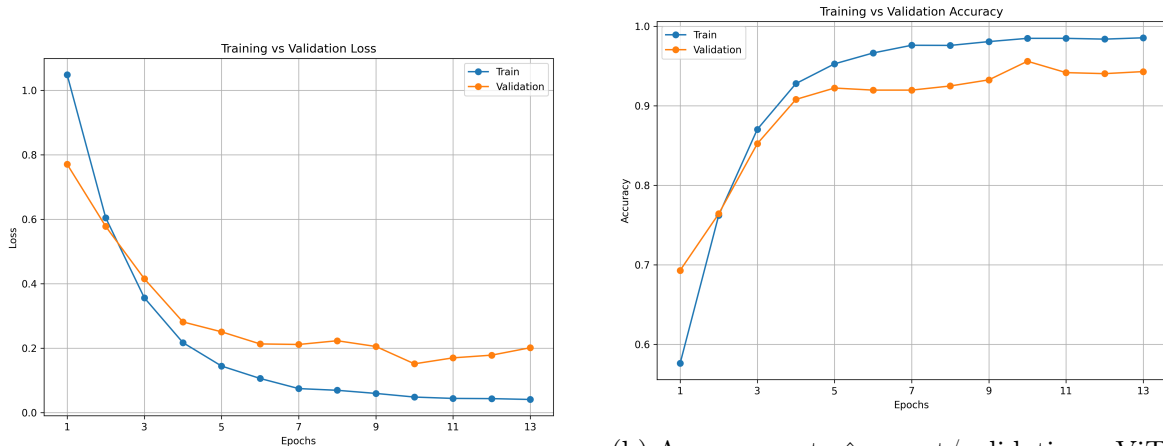 Training vs Validation Loss
Train
Validation
1.0
0.8
0.6
0.4
0.2
0.0
Loss
1
3
5
7
9
11
13
Epochs
Training vs Validation Accuracy
Train
Validation
1.0
0.9
0.8
0.7
0.6
Accuracy
1
3
5
7
9
11
13
Epochs